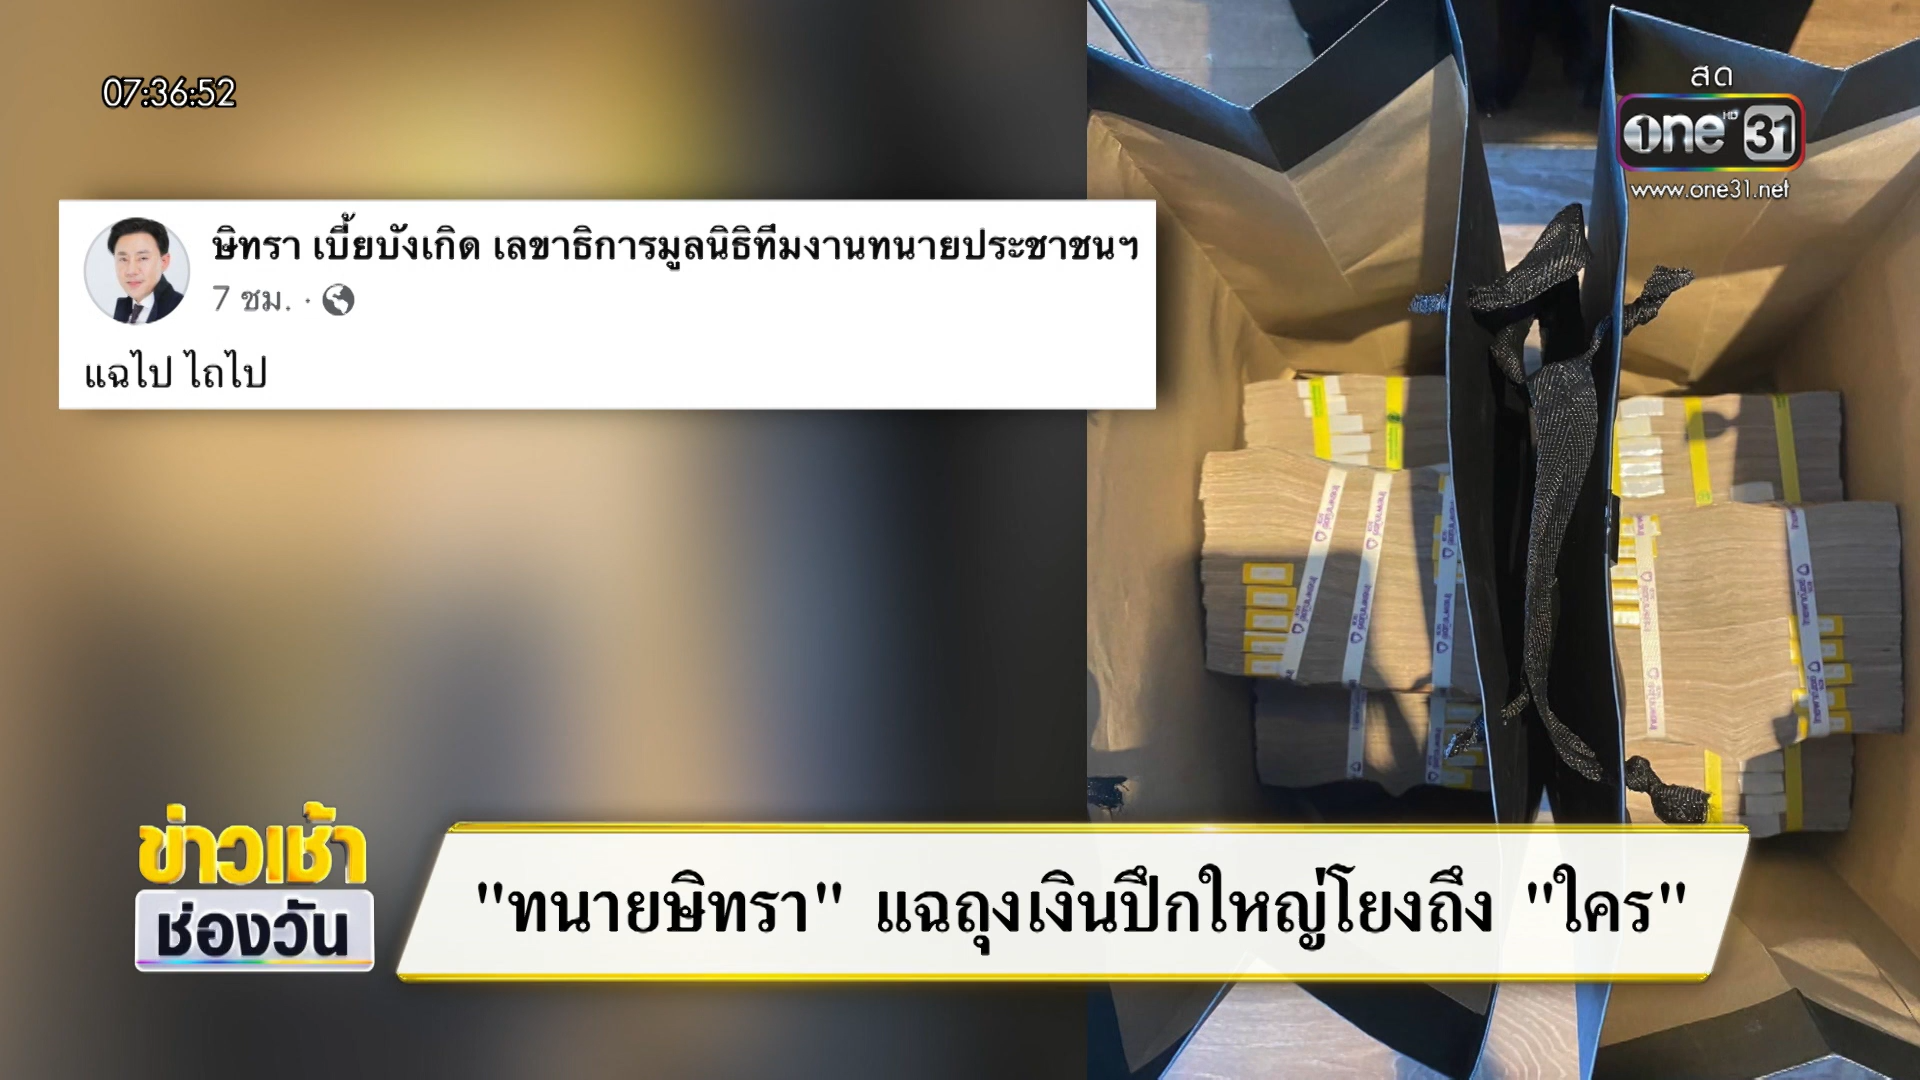 07:36:52
สด
one HD 31
www.one31.net
ษิทรา เบี้ยบังเกิด เลขาธิการมูลนิธิทีมงานทนายประชาชนฯ
7 ชม. ·
แฉไป ไถไป
ข่าวเช้า
ช่องวัน
"ทนายษิทรา" แฉถุงเงินปึกใหญ่โยงถึง "ใคร"